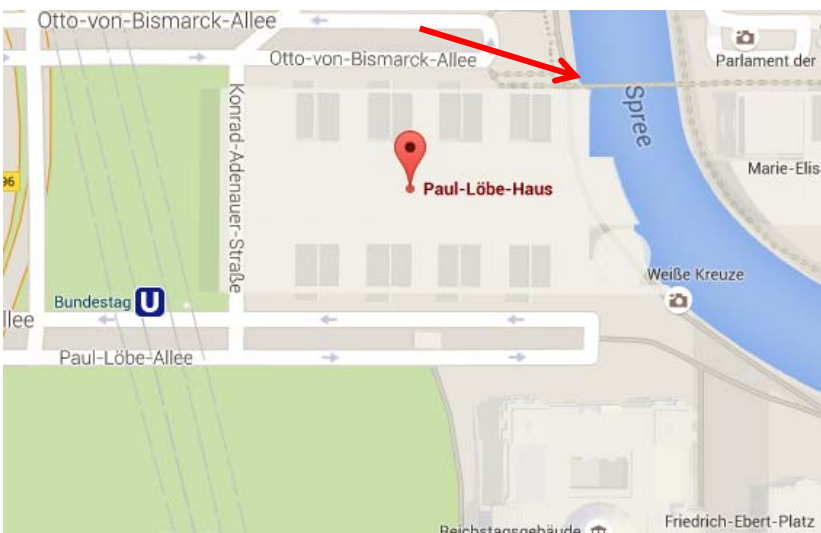 Otto-von-Bismarck-Allee
Parlament der
Otto-von-Bismarck-Allee
Konrad-Adenauer-Straße
Spree
96
Marie-Elis
Paul-Löbe-Haus
Weiße Kreuze
Bundestag U
llee
Paul-Löbe-Allee
Friedrich-Ebert-Platz
Reichstagsgebäude